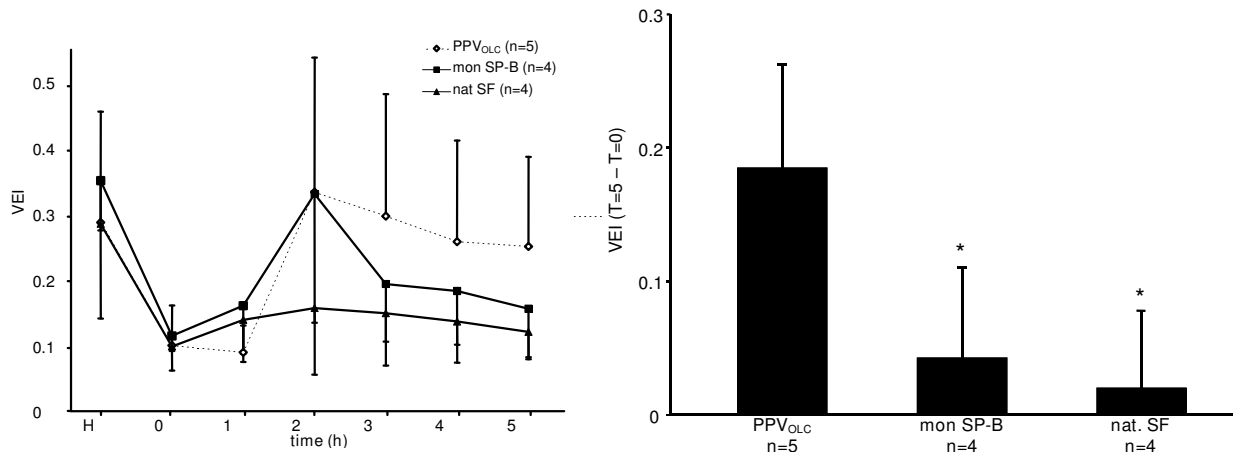 PPVOLC (n=5)
mon SP-B (n=4)
nat SF (n=4)
VEI
0.5
0.4
0.3
0.2
0.1
0
H 0 1 2 3 4 5
time (h)
VEI (T=5 – T=0)
0.3
0.2
0.1
0
* *
PPVOLC mon SP-B nat. SF
n=5 n=4 n=4